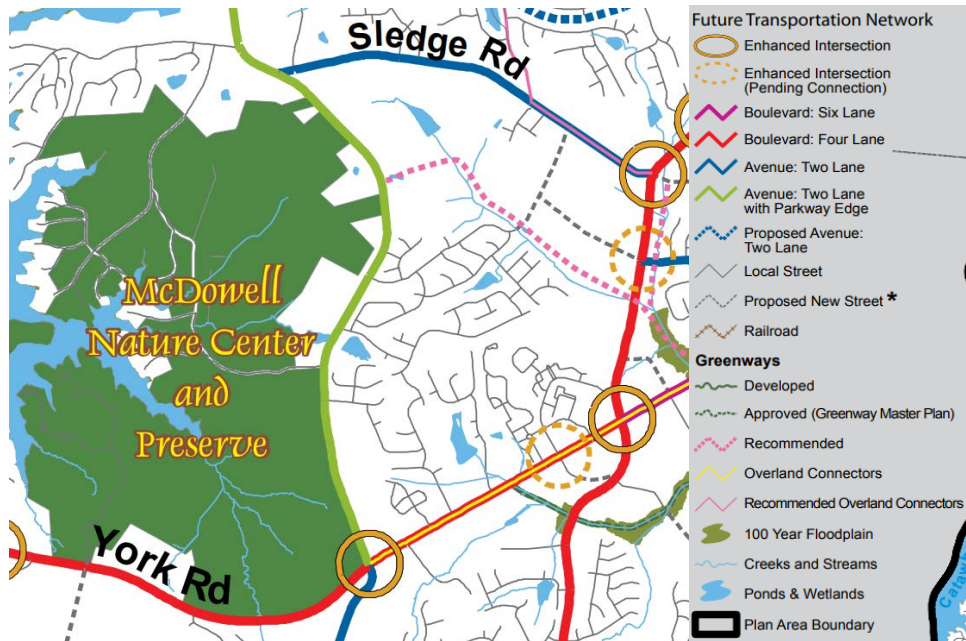 Sledge Rd
McDowell
Nature Center
and
Preserve
York Rd
Future Transportation Network
Enhanced Intersection
Enhanced Intersection
(Pending Connection)
Boulevard: Six Lane
Boulevard: Four Lane
Avenue: Two Lane
Avenue: Two Lane
with Parkway Edge
Proposed Avenue:
Two Lane
Local Street
Proposed New Street *
Railroad
Greenways
Developed
Approved (Greenway Master Plan)
Recommended
Overland Connectors
Recommended Overland Connectors
100 Year Floodplain
Creeks and Streams
Ponds & Wetlands
Plan Area Boundary